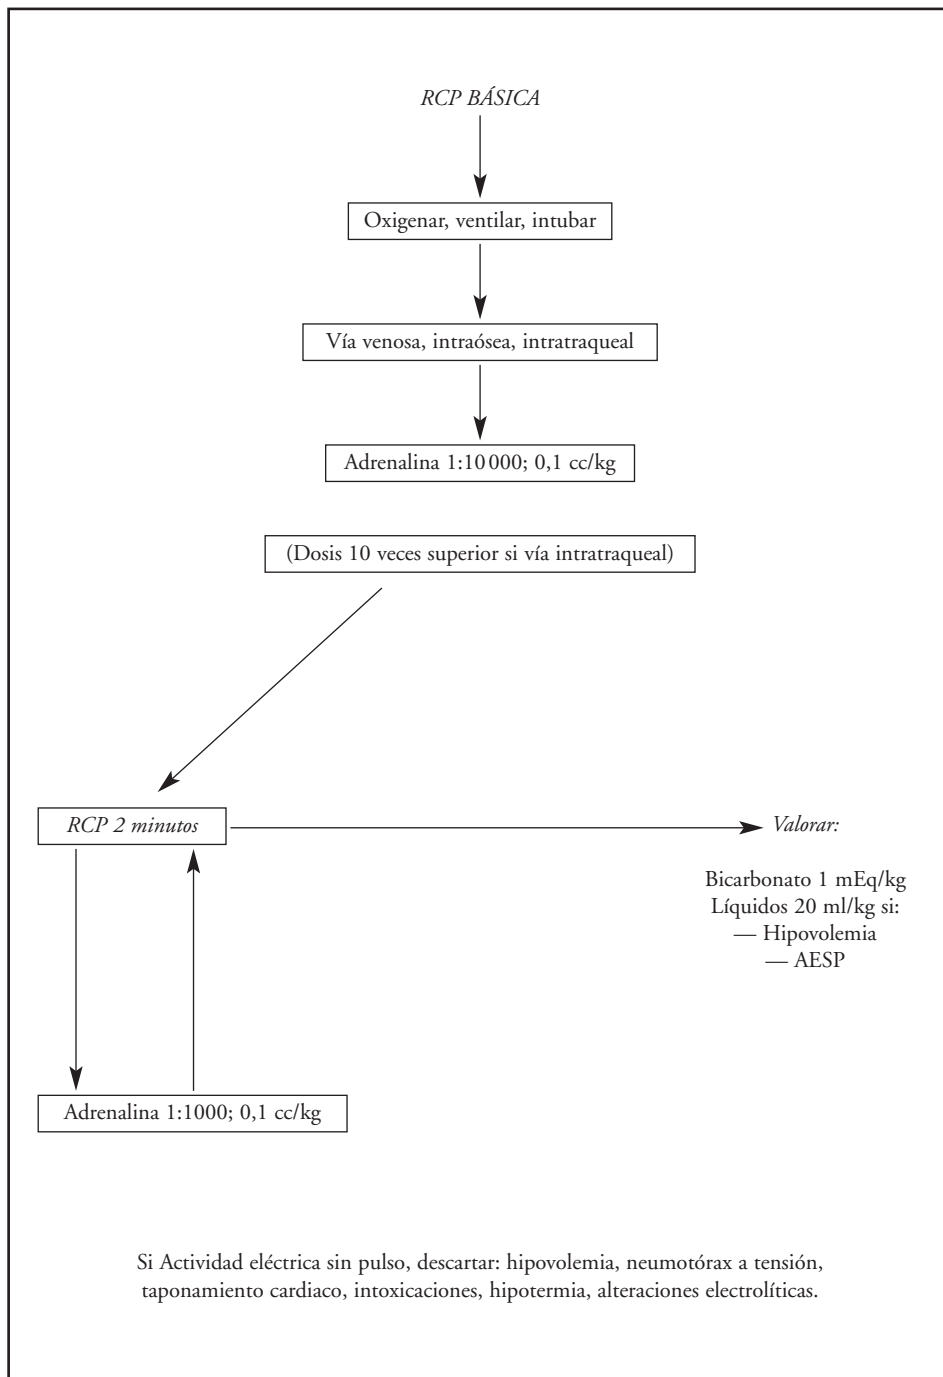 RCP BÁSICA
Oxigenar, ventilar, intubar
Vía venosa, intraósea, intratraqueal
Adrenalina 1:10 000; 0,1 cc/kg
(Dosis 10 veces superior si vía intratraqueal)
RCP 2 minutos
Valorar:
Bicarbonato 1 mEq/kg
Líquidos 20 ml/kg si:
— Hipovolemia
— AESP
Adrenalina 1:1000; 0,1 cc/kg
Si Actividad eléctrica sin pulso, descartar: hipovolemia, neumotórax a tensión,
taponamiento cardiaco, intoxicaciones, hipotermia, alteraciones electrolíticas.